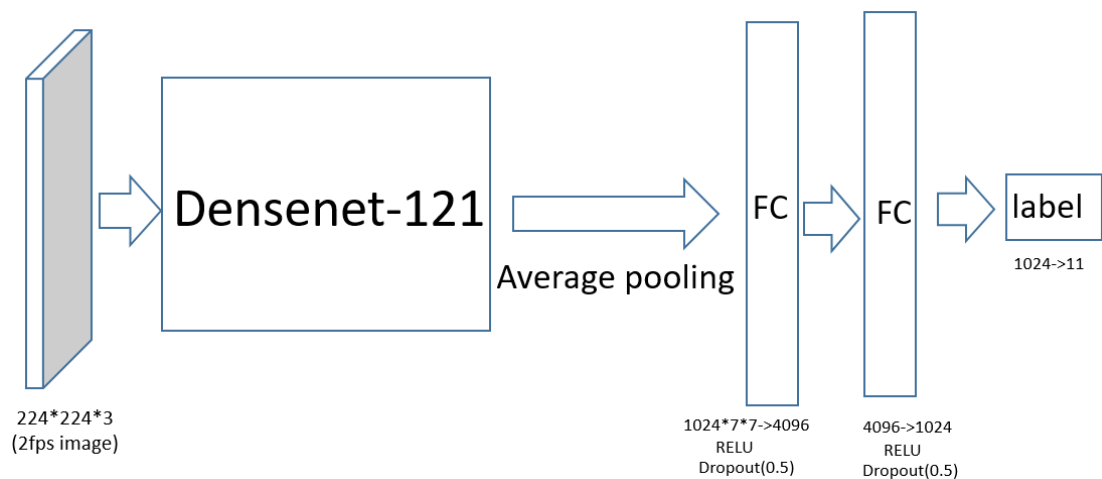 Densenet-121
Average pooling
FC
FC
label
1024->11
224*224*3
(2fps image)
1024*7*7->4096
RELU
Dropout(0.5)
4096->1024
RELU
Dropout(0.5)